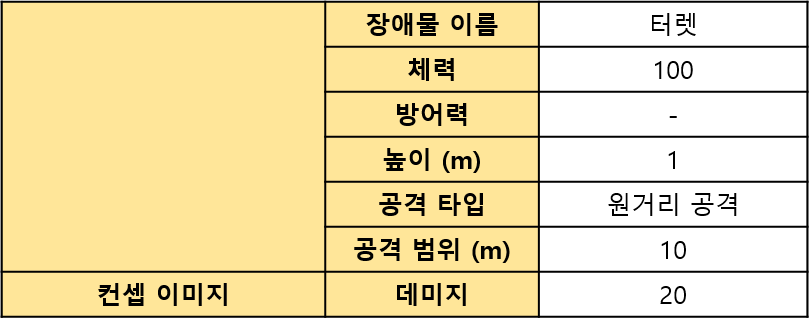 장애물 이름 터렛
체력 100
방어력 -
높이 (m) 1
공격 타입 원거리 공격
공격 범위 (m) 10
컨셉 이미지 데미지 20